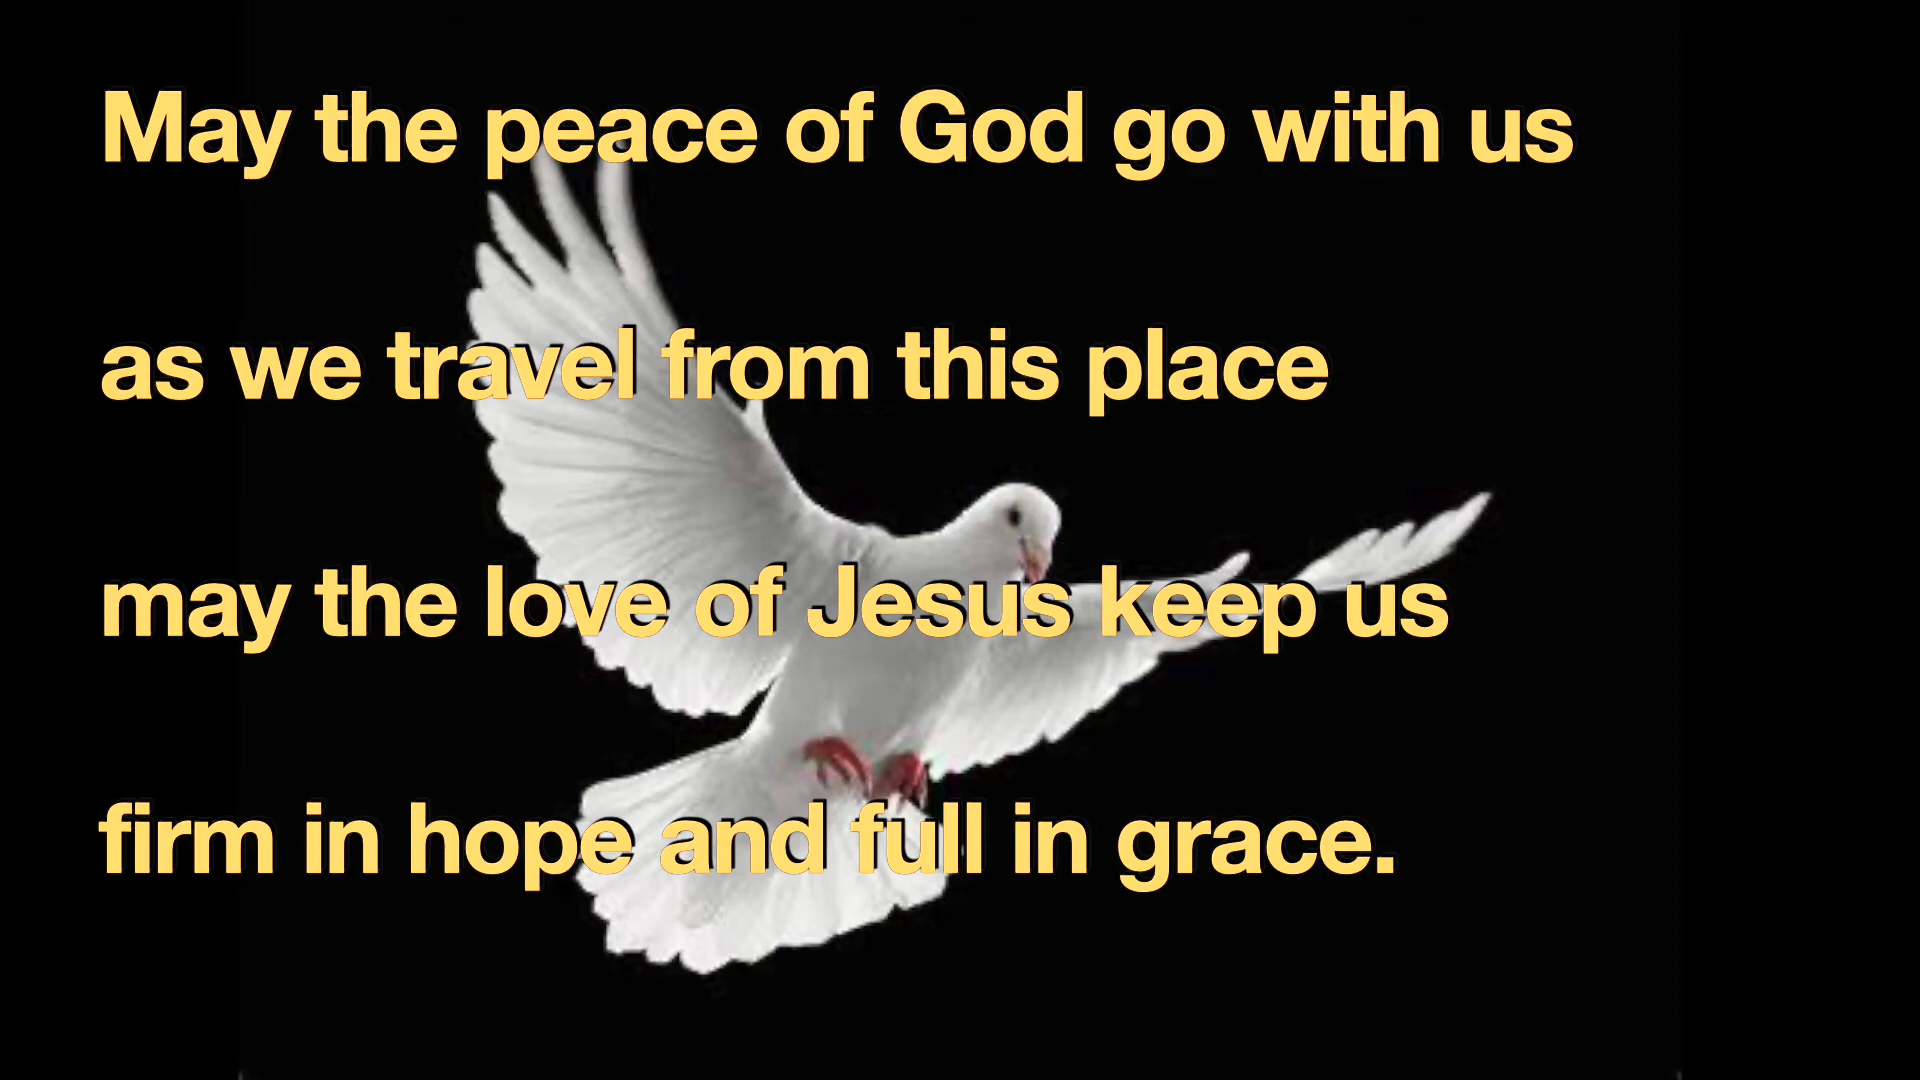 May the peace of God go with us
as we travel from this place
may the love of Jesus keep us
firm in hope and full in grace.